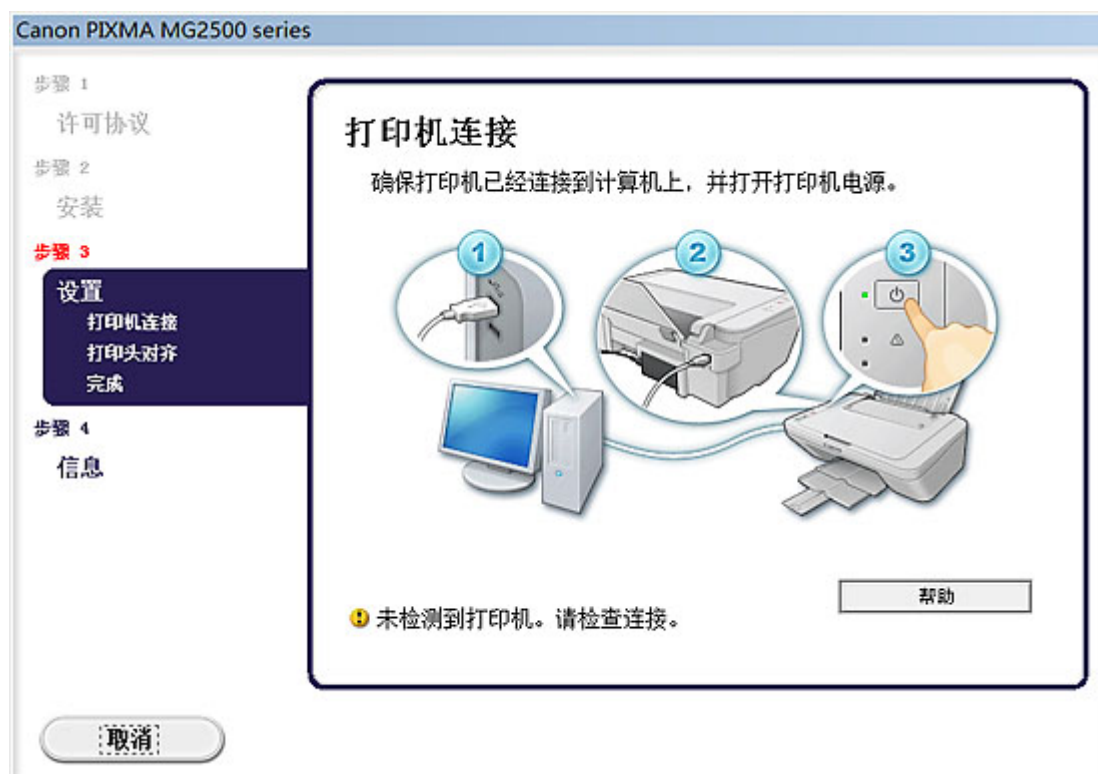 Canon PIXMA MG2500 series
步骤 1
许可协议
步骤 2
安装
步骤 3
设置
打印机连接
打印头对齐
完成
步骤 4
信息
打印机连接
确保打印机已经连接到计算机上，并打开打印机电源。
1
2
3
未检测到打印机。请检查连接。
帮助
取消